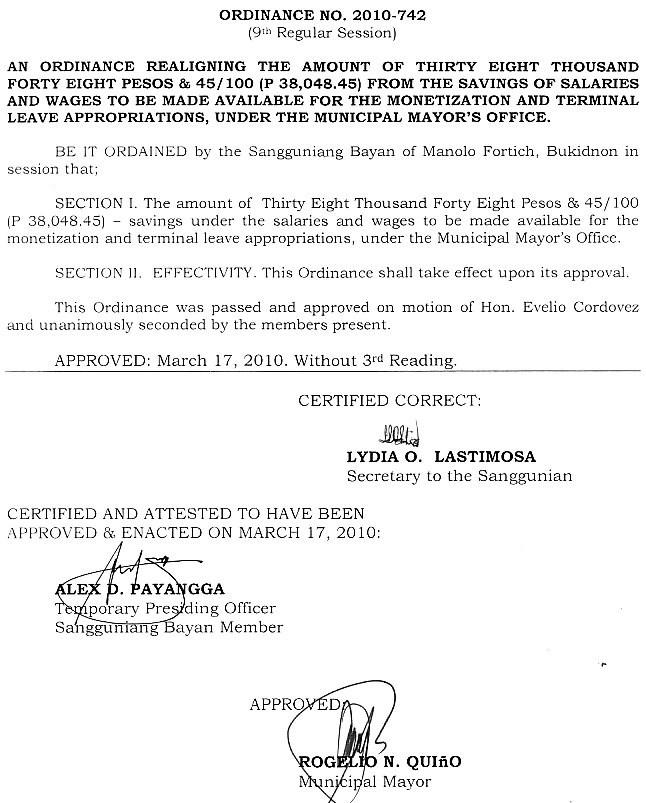 ORDINANCE NO. 2010-742
(9th Regular Session)
AN ORDINANCE REALIGNING THE AMOUNT OF THIRTY EIGHT THOUSAND
FORTY EIGHT PESOS & 45/100 (P 38,048.45) FROM THE SAVINGS OF SALARIES
AND WAGES TO BE MADE AVAILABLE FOR THE MONETIZATION AND TERMINAL
LEAVE APPROPRIATIONS, UNDER THE MUNICIPAL MAYOR'S OFFICE.
BE IT ORDAINED by the Sangguniang Bayan of Manolo Fortich, Bukidnon in
session that;
SECTION I. The amount of Thirty Eight Thousand Forty Eight Pesos & 45/100
(P 38,048.45) – savings under the salaries and wages to be made available for the
monetization and terminal leave appropriations, under the Municipal Mayor's Office.
SECTION II. EFFECTIVITY. This Ordinance shall take effect upon its approval.
This Ordinance was passed and approved on motion of Hon. Evelio Cordovez
and unanimously seconded by the members present.
APPROVED: March 17, 2010. Without 3rd Reading.
CERTIFIED CORRECT:
LYDIA O. LASTIMOSA
Secretary to the Sanggunian
CERTIFIED AND ATTESTED TO HAVE BEEN
APPROVED & ENACTED ON MARCH 17, 2010:
ALEX D. PAYANGGA
Temporary Presiding Officer
Sangguniang Bayan Member
APPROVED:
ROGELIO N. QUIñO
Municipal Mayor